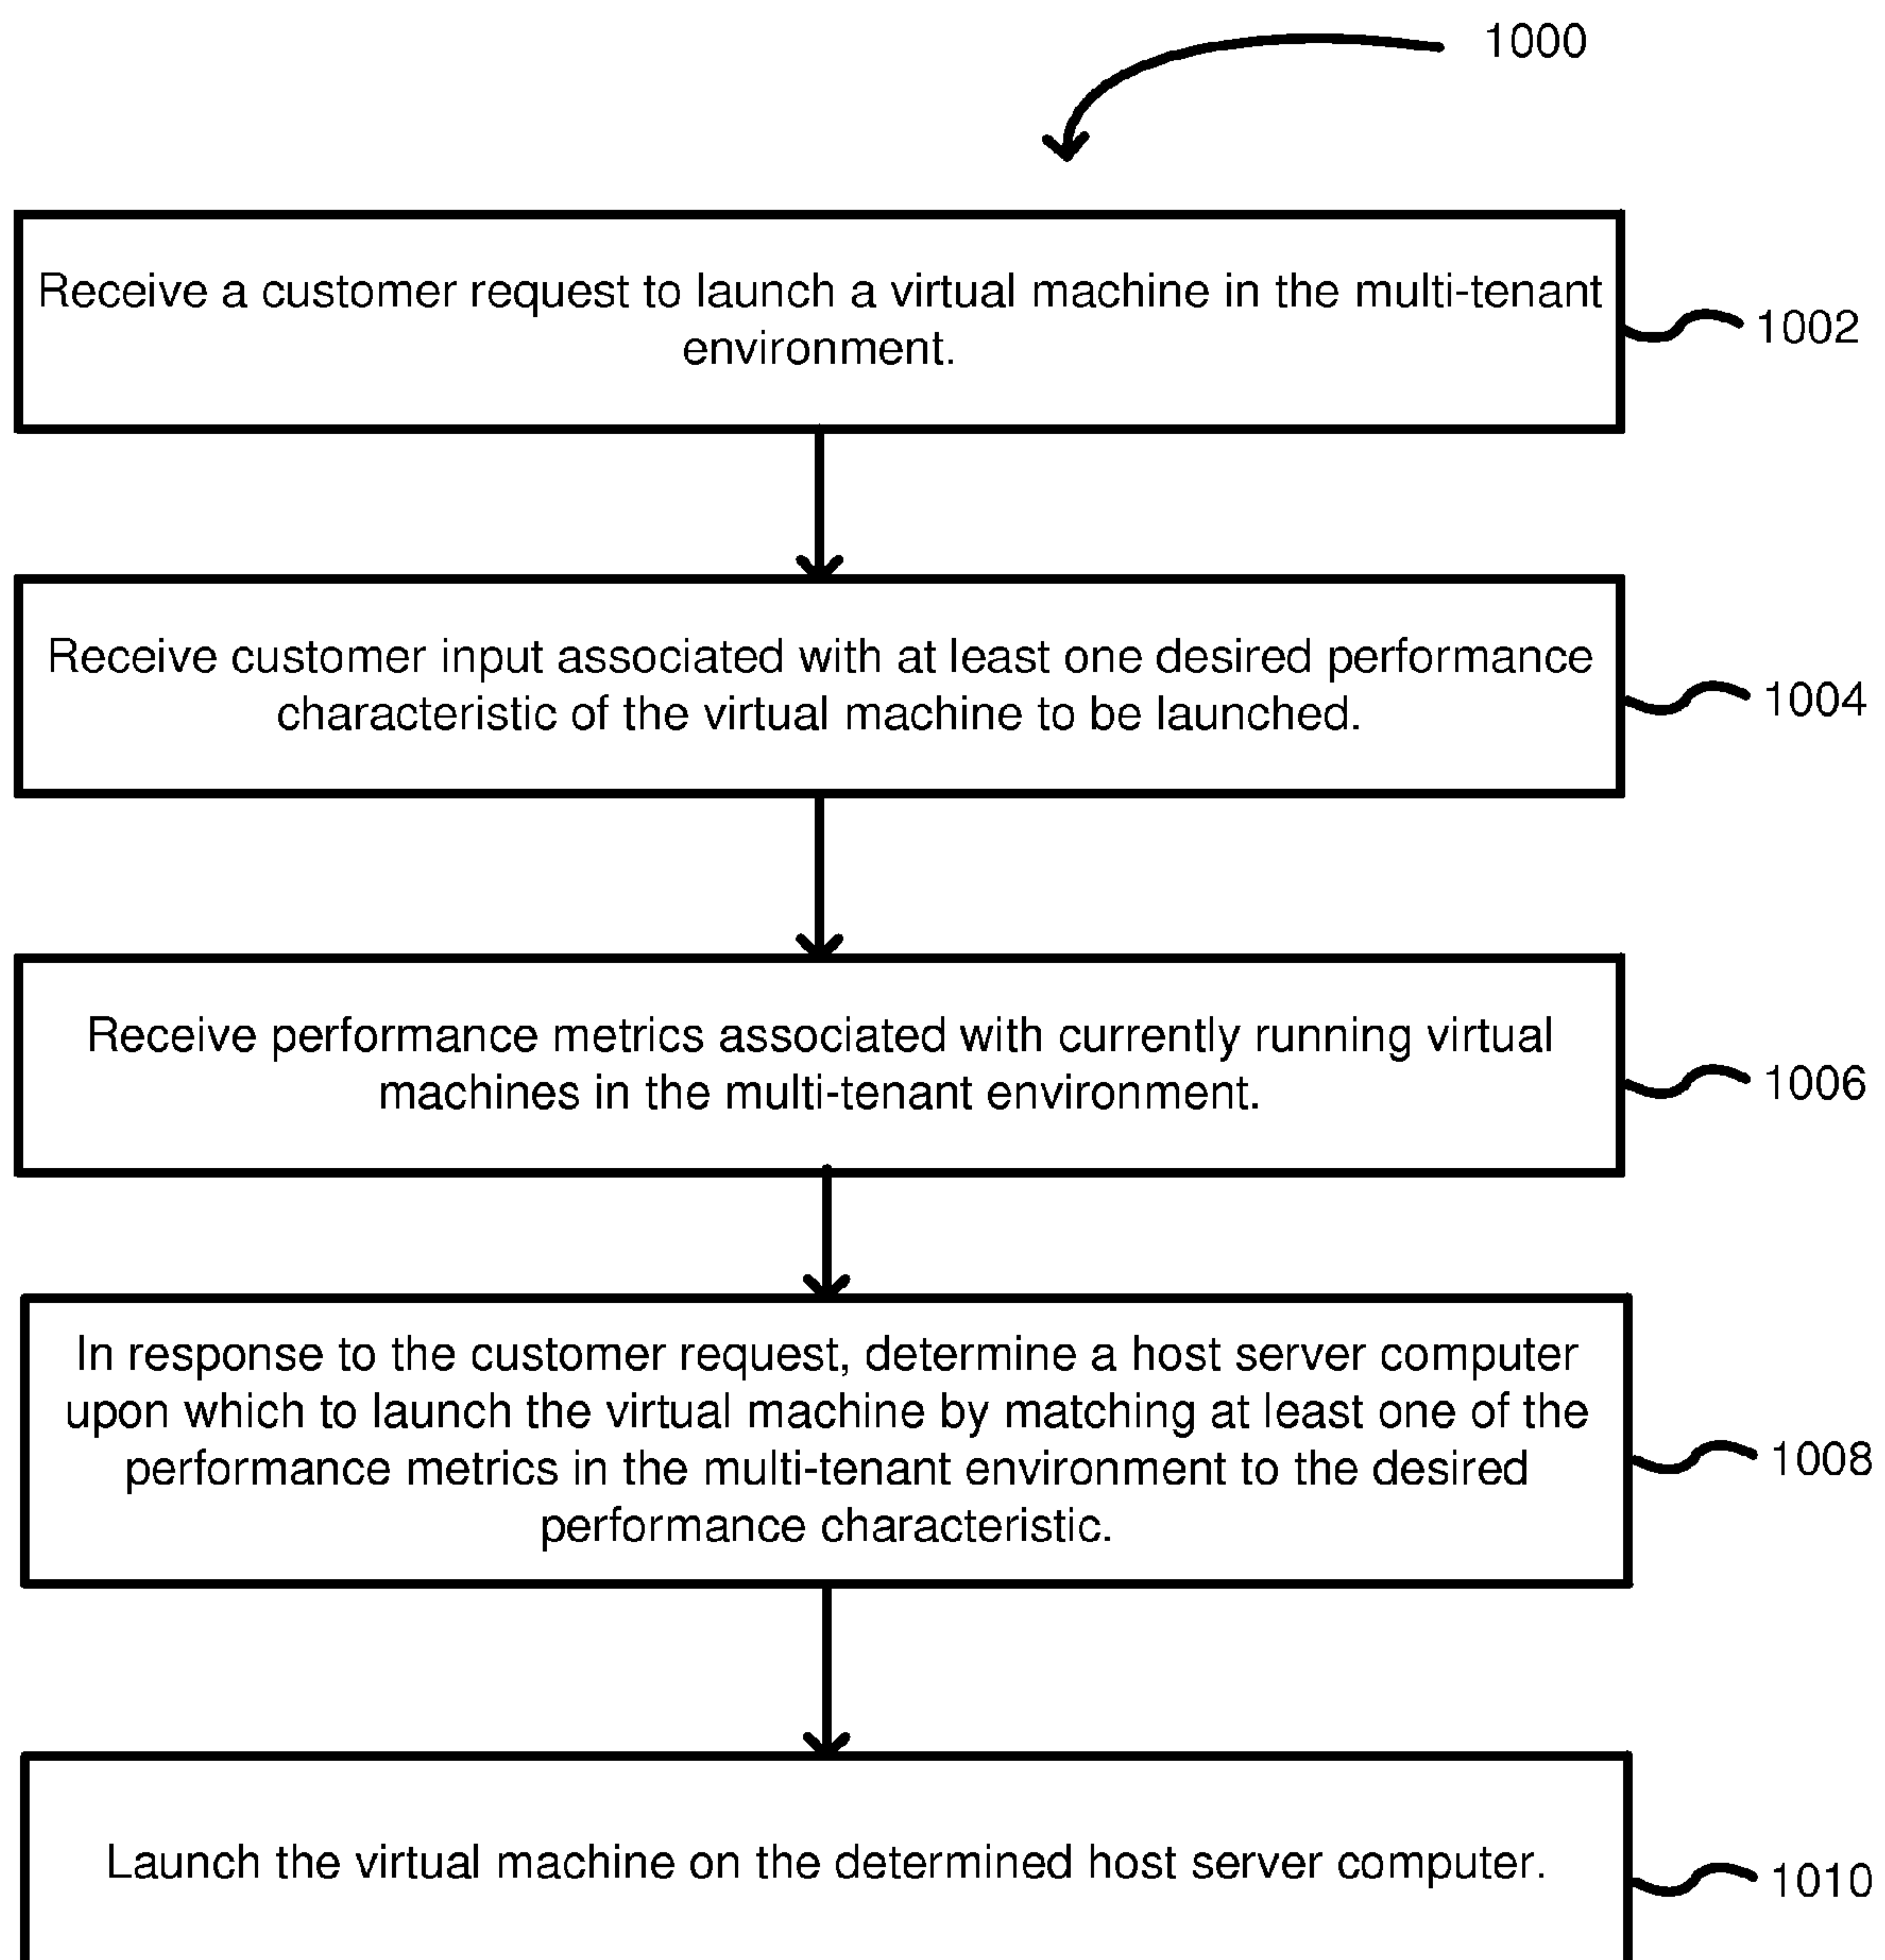 1000
Receive a customer request to launch a virtual machine in the multi-tenant
environment.
1002
Receive customer input associated with at least one desired performance
characteristic of the virtual machine to be launched.
1004
Receive performance metrics associated with currently running virtual
machines in the multi-tenant environment.
1006
In response to the customer request, determine a host server computer
upon which to launch the virtual machine by matching at least one of the
performance metrics in the multi-tenant environment to the desired
performance characteristic.
1008
Launch the virtual machine on the determined host server computer.
1010